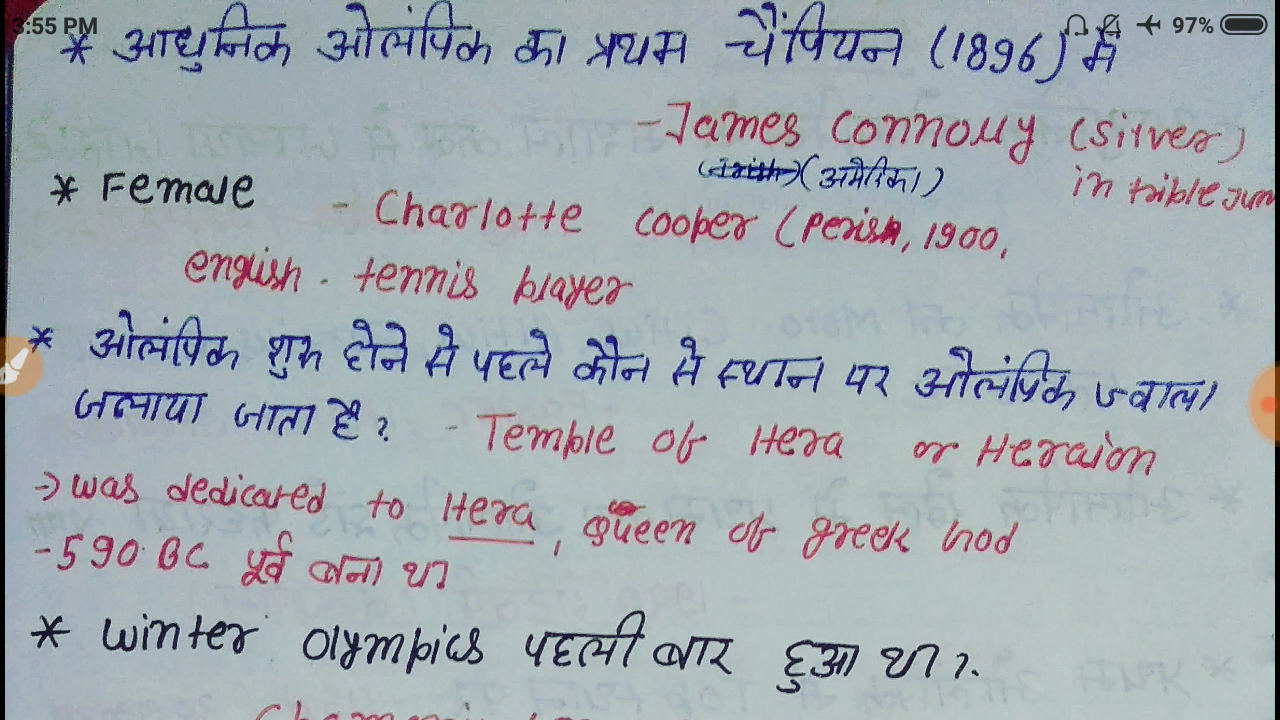 3:55 PM 97%
* आधुनिक ओलंपिक का प्रथम चैंपियन (1896) में
- James Connolly (Silver)
(अमेरिका) in trible Jum
* Female - Charlotte cooper (Peris, 1900,
english - tennis player
* ओलंपिक शुरू होने से पहले कौन से स्थान पर ओलंपिक ज्वाला
जलाया जाता है? - Temple of Hera or Heraion
→ was dedicated to Hera, Queen of greek God
- 590 BC पूर्व बना था
* winter olympics पहली बार हुआ था?